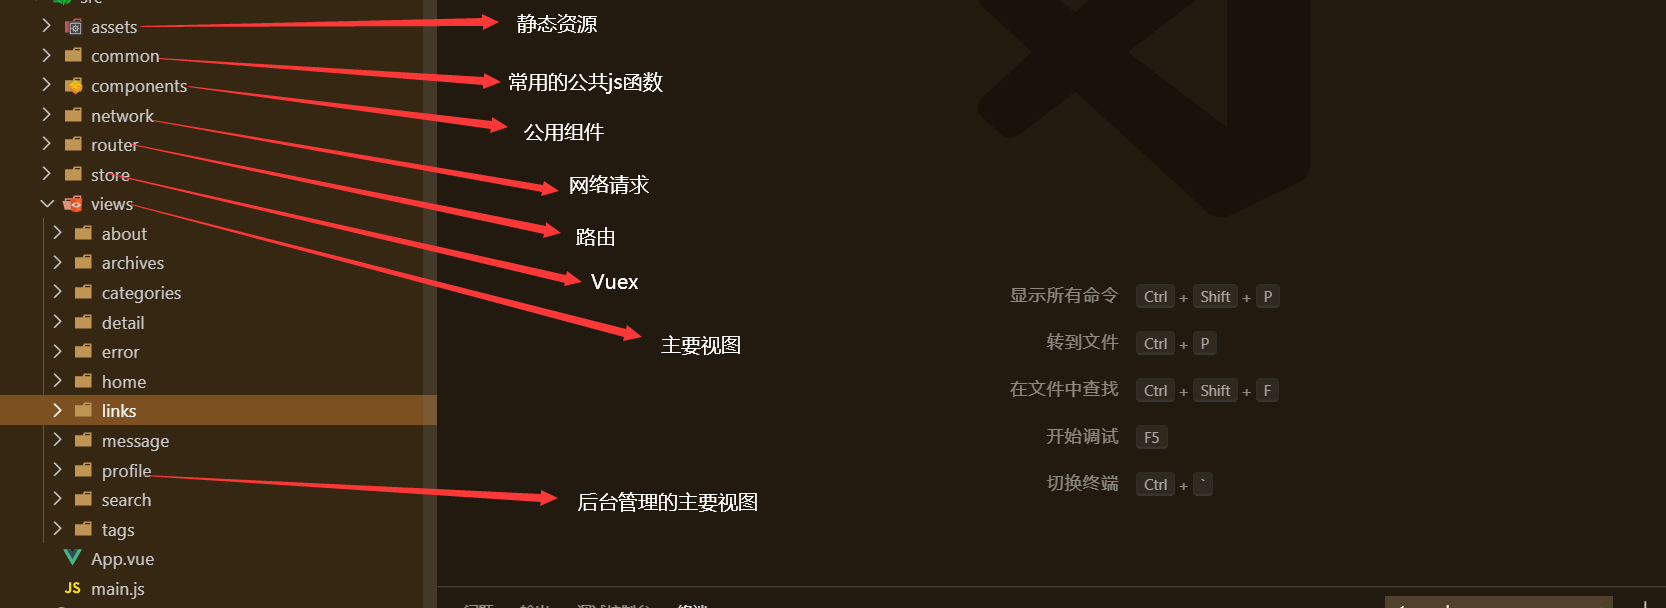 src
assets
静态资源
common
常用的公共js函数
components
公用组件
network
网络请求
router
路由
store
Vuex
views
主要视图
about
archives
categories
detail
error
home
links
message
profile
后台管理的主要视图
search
tags
App.vue
main.js
显示所有命令 Ctrl + Shift + P
转到文件 Ctrl + P
在文件中查找 Ctrl + Shift + F
开始调试 F5
切换终端 Ctrl + `